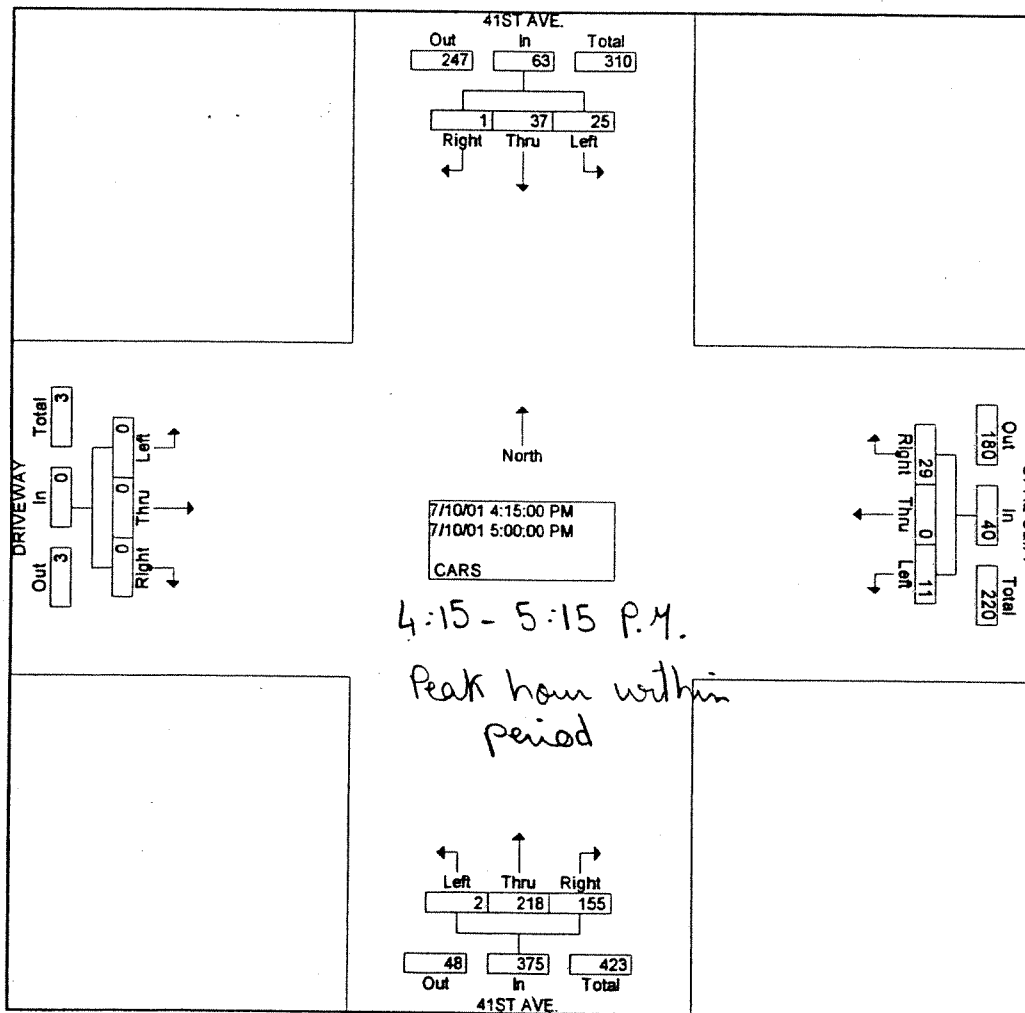 41ST AVE.
Out In Total
247 63 310
1 37 25
Right Thru Left
DRIVEWAY
Total In Out
3 0 3
0 0 0
Left Thru Right
North
7/10/01 4:15:00 PM
7/10/01 5:00:00 PM
CARS
4:15 - 5:15 P.M.
Peak hour within
period
Right Thru Left
29 0 11
Out In Total
180 40 220
Left Thru Right
2 218 155
48 375 423
Out In Total
41ST AVE.